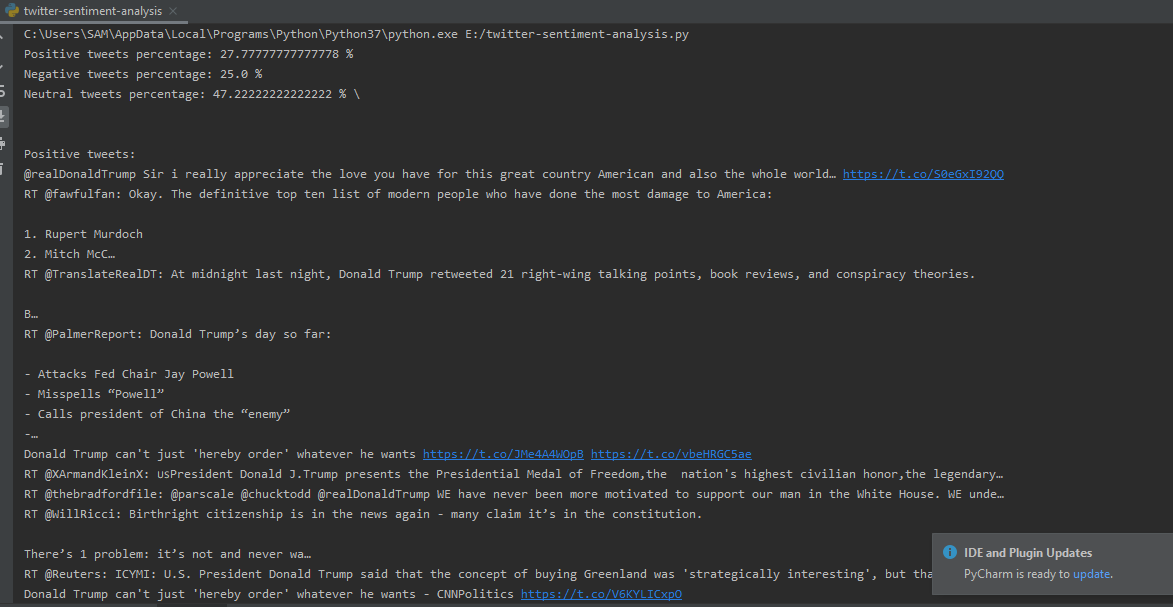 twitter-sentiment-analysis
C:\Users\SAM\AppData\Local\Programs\Python\Python37\python.exe E:/twitter-sentiment-analysis.py
Positive tweets percentage: 27.77777777777778 %
Negative tweets percentage: 25.0 %
Neutral tweets percentage: 47.22222222222222 % \
Positive tweets:
@realDonaldTrump Sir i really appreciate the love you have for this great country American and also the whole world… https://t.co/S0eGxI92OO
RT @fawfulfan: Okay. The definitive top ten list of modern people who have done the most damage to America:
1. Rupert Murdoch
2. Mitch McC…
RT @TranslateRealDT: At midnight last night, Donald Trump retweeted 21 right-wing talking points, book reviews, and conspiracy theories.
B…
RT @PalmerReport: Donald Trump’s day so far:
- Attacks Fed Chair Jay Powell
- Misspells “Powell”
- Calls president of China the “enemy”
-…
Donald Trump can't just 'hereby order' whatever he wants https://t.co/JMe4A4WOpB https://t.co/vbeHRGC5ae
RT @XArmandKleinX: USPresident Donald J.Trump presents the Presidential Medal of Freedom,the  nation's highest civilian honor,the legendary…
RT @thebradfordfile: @parscale @chucktodd @realDonaldTrump WE have never been more motivated to support our man in the White House. WE unde…
RT @WillRicci: Birthright citizenship is in the news again - many claim it’s in the constitution.
There’s 1 problem: it’s not and never wa…
RT @Reuters: ICYMI: U.S. President Donald Trump said that the concept of buying Greenland was 'strategically interesting', but tha
Donald Trump can't just 'hereby order' whatever he wants - CNNPolitics https://t.co/V6KYLICxpO
IDE and Plugin Updates
PyCharm is ready to update.